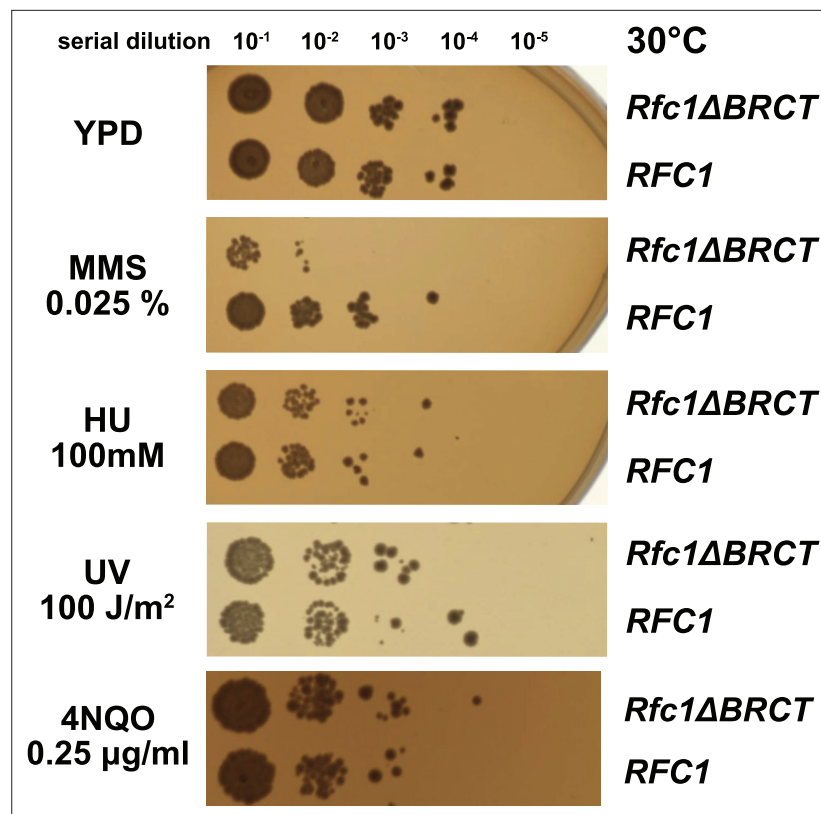 serial dilution 10⁻¹ 10⁻² 10⁻³ 10⁻⁴ 10⁻⁵ 30°C
YPD
Rfc1ΔBRCT
RFC1
MMS
0.025 %
Rfc1ΔBRCT
RFC1
HU
100mM
Rfc1ΔBRCT
RFC1
UV
100 J/m²
Rfc1ΔBRCT
RFC1
4NQO
0.25 µg/ml
Rfc1ΔBRCT
RFC1